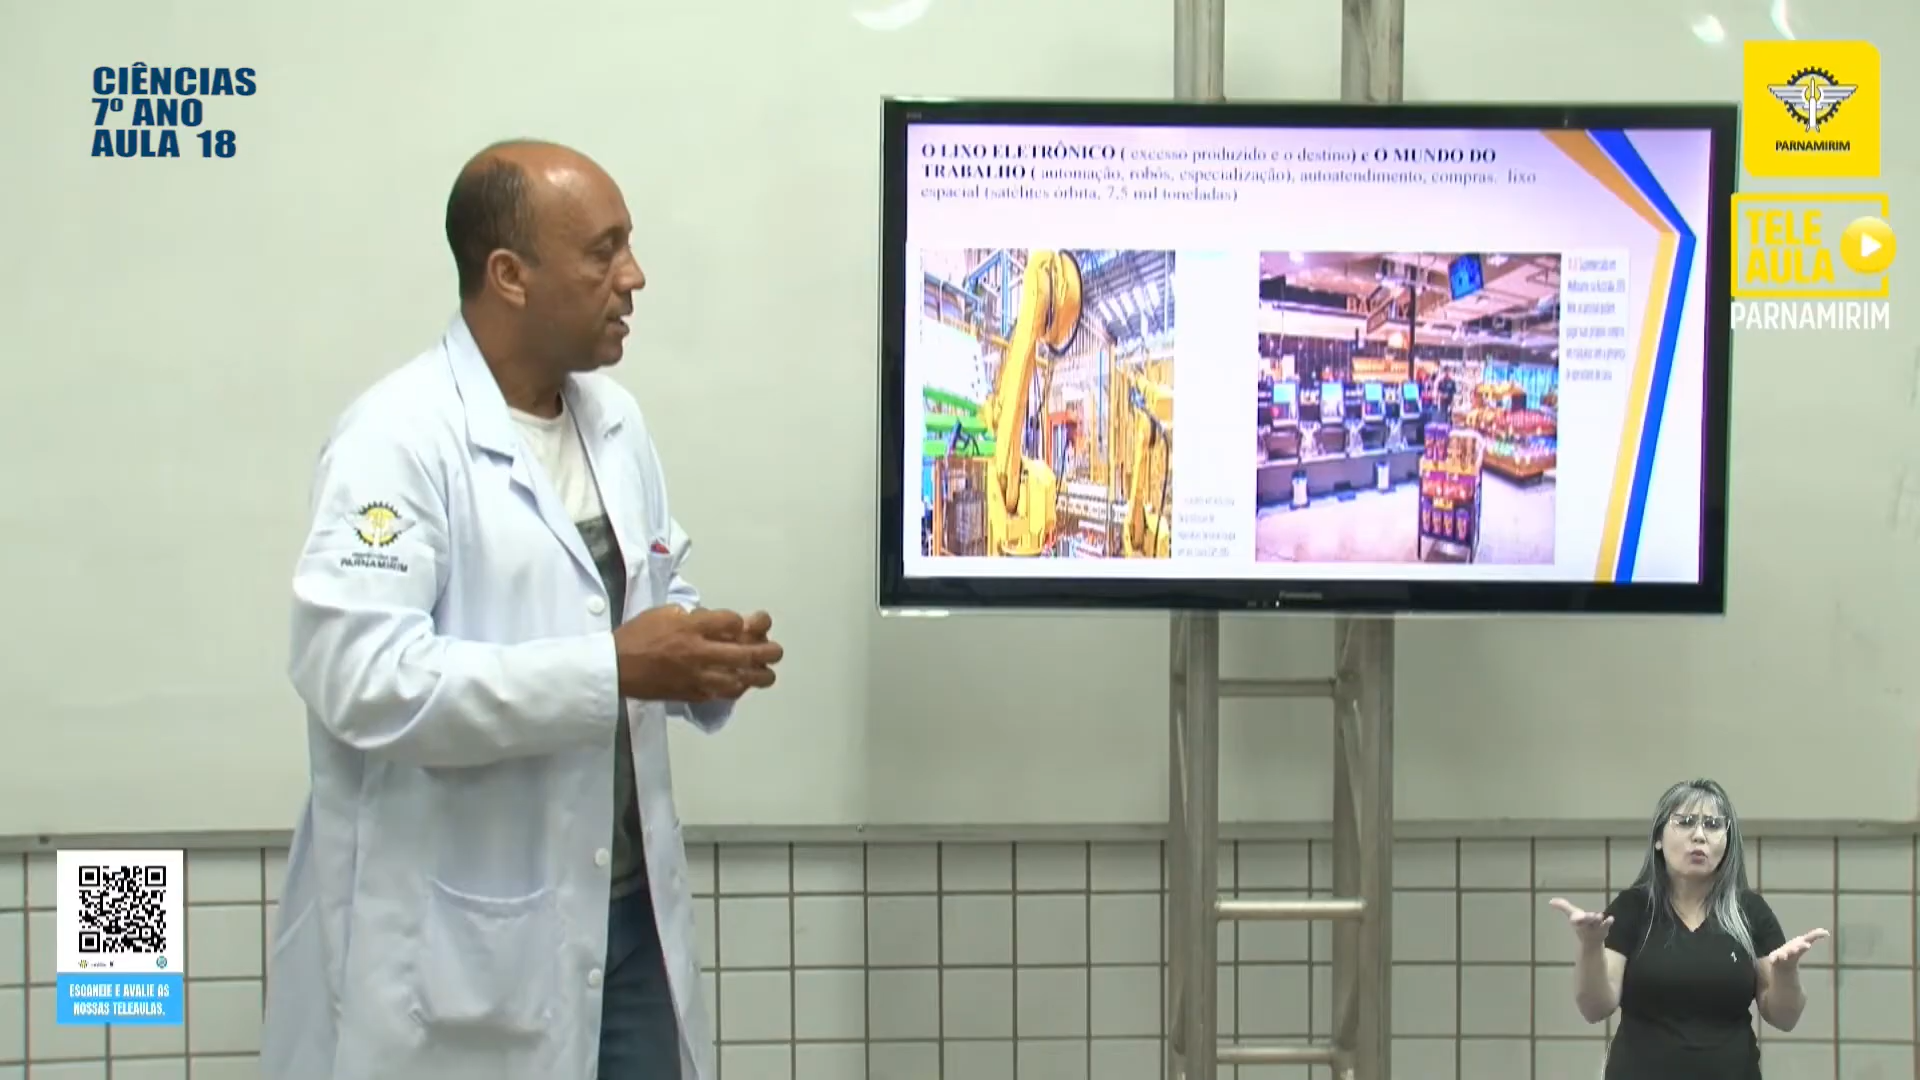 CIÊNCIAS
7º ANO
AULA 18
O LIXO ELETRÔNICO ( excesso produzido e o destino) e O MUNDO DO
TRABALHO ( automação, robôs, especialização), autoatendimento, compras. lixo
espacial (satélites órbita, 7,5 mil toneladas)
Panasonic
PARNAMIRIM
TELE
AULA
PARNAMIRIM
PARNAMIRIM
ESCANEIE E AVALIE AS
NOSSAS TELEAULAS.